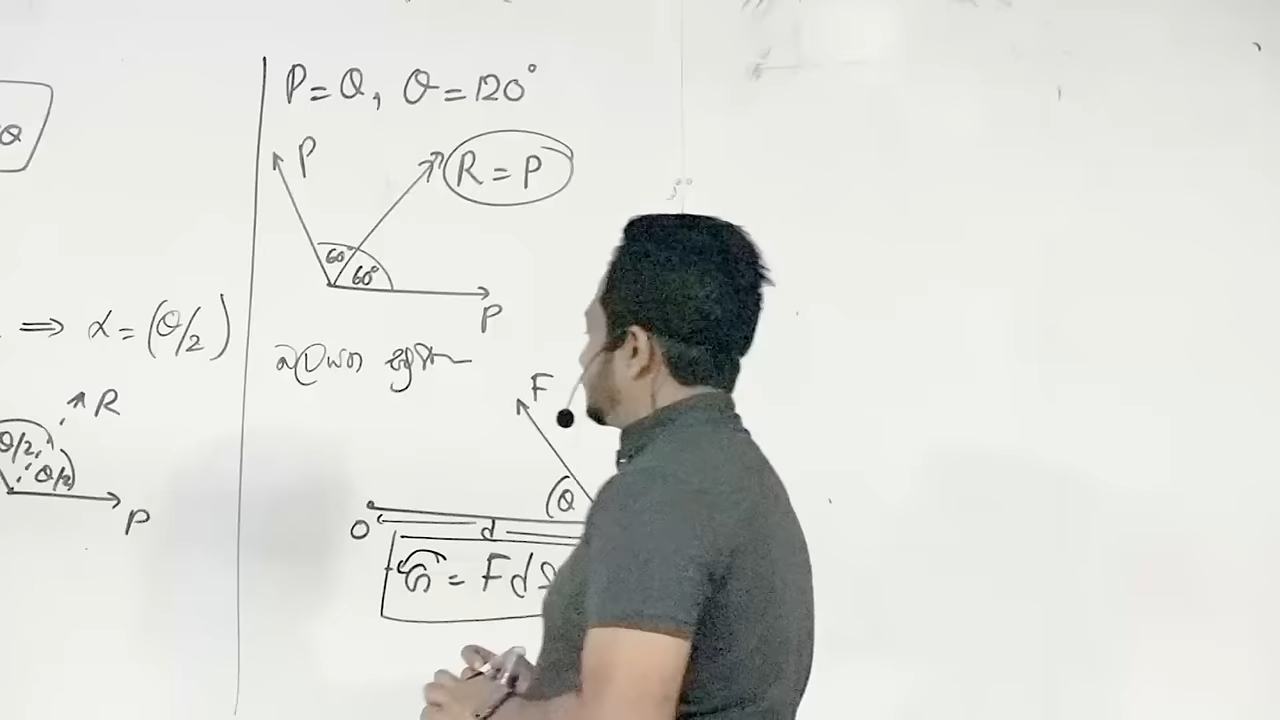 Q
⇒ α = (θ/2)
R
θ/2
θ/2
P
P = Q, θ = 120°
P
R = P
60°
60°
P
F
θ
O
d
G = Fd